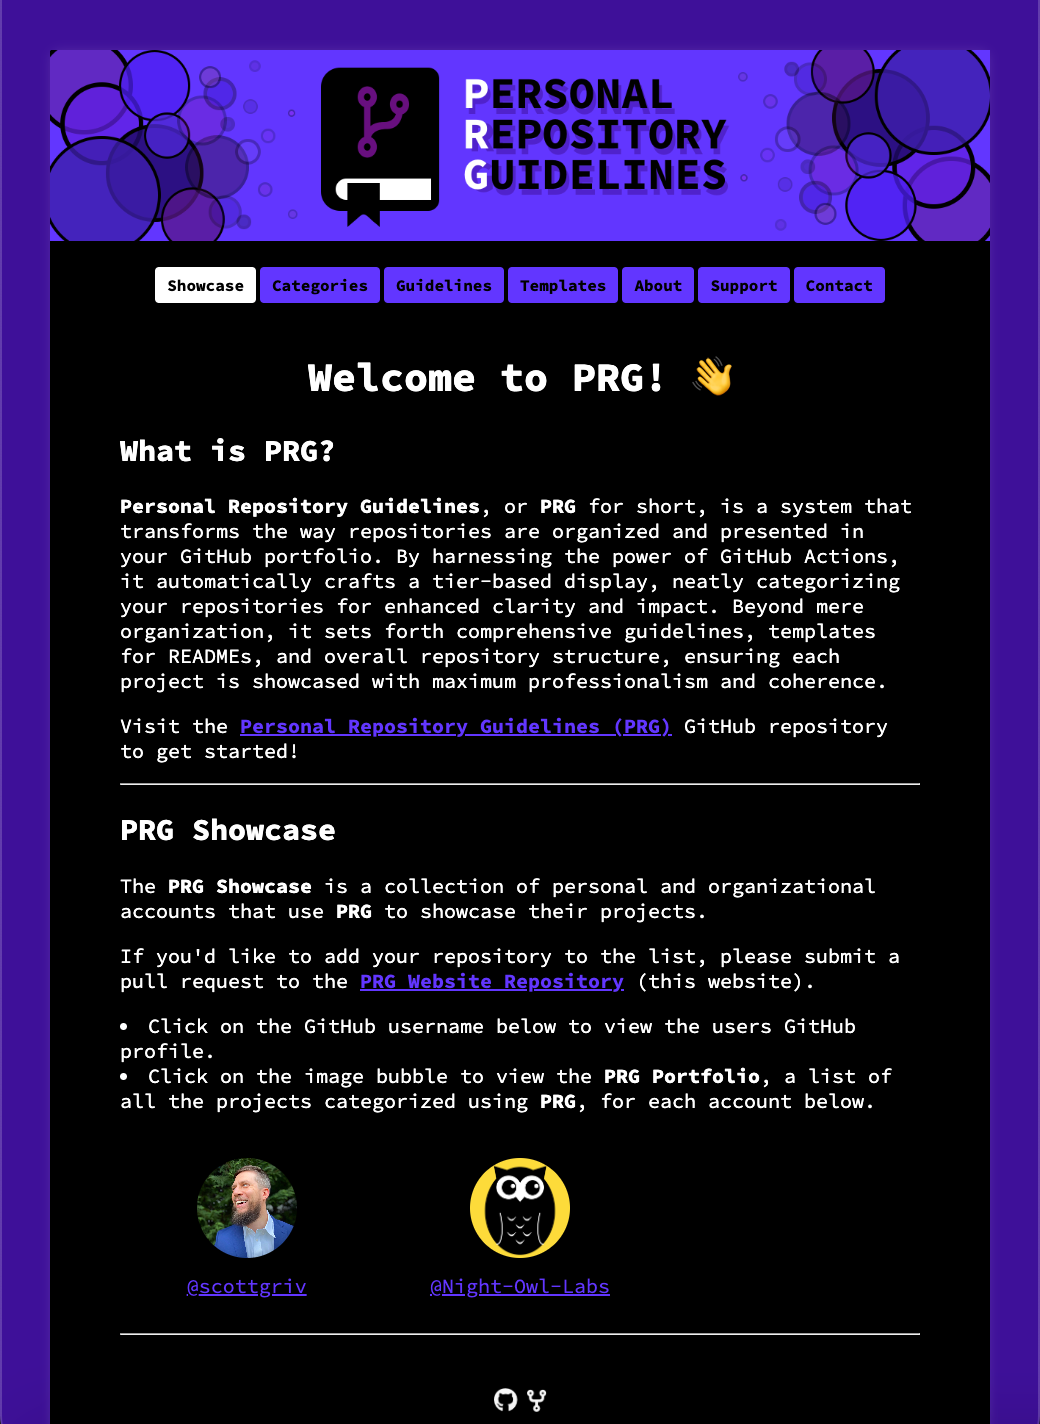 PERSONAL
REPOSITORY
GUIDELINES
Showcase Categories Guidelines Templates About Support Contact
Welcome to PRG! 👋
What is PRG?
Personal Repository Guidelines, or PRG for short, is a system that
transforms the way repositories are organized and presented in
your GitHub portfolio. By harnessing the power of GitHub Actions,
it automatically crafts a tier-based display, neatly categorizing
your repositories for enhanced clarity and impact. Beyond mere
organization, it sets forth comprehensive guidelines, templates
for READMEs, and overall repository structure, ensuring each
project is showcased with maximum professionalism and coherence.
Visit the Personal Repository Guidelines (PRG) GitHub repository
to get started!
PRG Showcase
The PRG Showcase is a collection of personal and organizational
accounts that use PRG to showcase their projects.
If you'd like to add your repository to the list, please submit a
pull request to the PRG Website Repository (this website).
• Click on the GitHub username below to view the users GitHub
profile.
• Click on the image bubble to view the PRG Portfolio, a list of
all the projects categorized using PRG, for each account below.
@scottgriv @Night-Owl-Labs